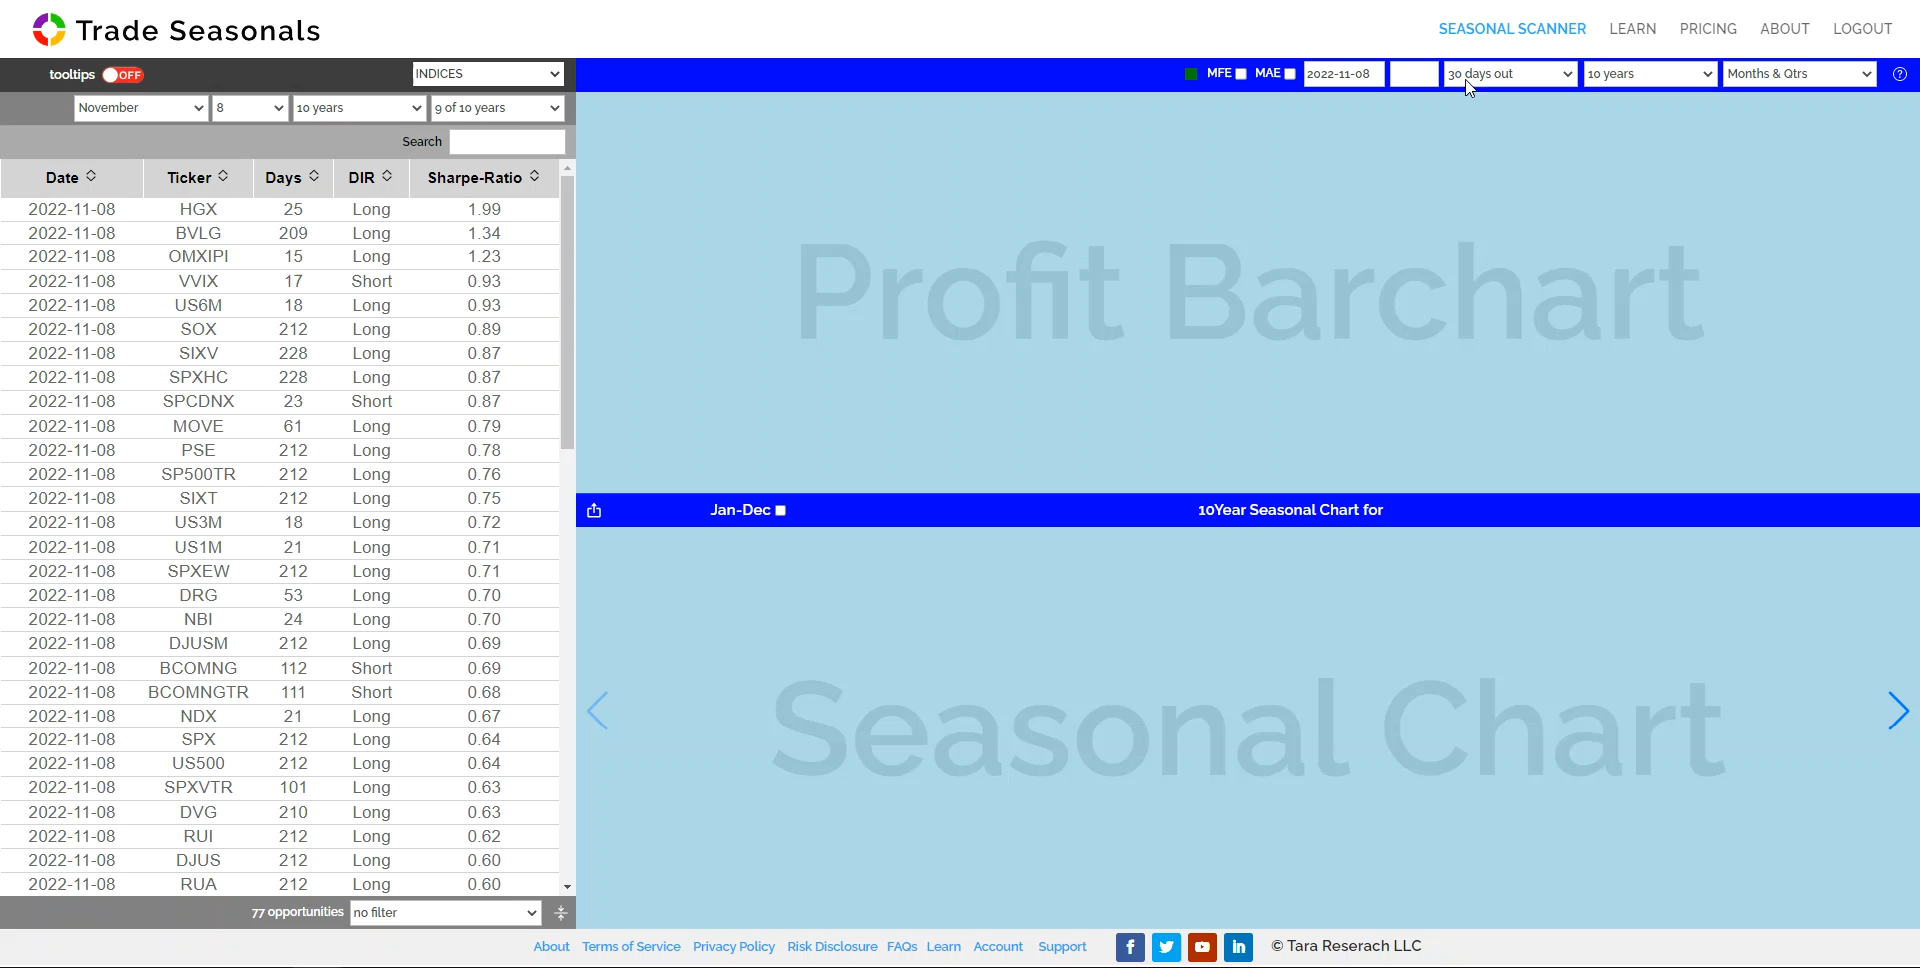 Trade Seasonals
SEASONAL SCANNER LEARN PRICING ABOUT LOGOUT
tooltips OFF INDICES
MFE MAE 2022-11-08 30 days out 10 years Months & Qtrs ?
November 8 10 years 9 of 10 years
Search
Date Ticker Days DIR Sharpe-Ratio
2022-11-08 HGX 25 Long 1.99
2022-11-08 BVLG 209 Long 1.34
2022-11-08 OMXIPI 15 Long 1.23
2022-11-08 VVIX 17 Short 0.93
2022-11-08 US6M 18 Long 0.93
2022-11-08 SOX 212 Long 0.89
2022-11-08 SIXV 228 Long 0.87
2022-11-08 SPXHC 228 Long 0.87
2022-11-08 SPCDNX 23 Short 0.87
2022-11-08 MOVE 61 Long 0.79
2022-11-08 PSE 212 Long 0.78
2022-11-08 SP500TR 212 Long 0.76
2022-11-08 SIXT 212 Long 0.75
2022-11-08 US3M 18 Long 0.72
2022-11-08 US1M 21 Long 0.71
2022-11-08 SPXEW 212 Long 0.71
2022-11-08 DRG 53 Long 0.70
2022-11-08 NBI 24 Long 0.70
2022-11-08 DJUSM 212 Long 0.69
2022-11-08 BCOMNG 112 Short 0.69
2022-11-08 BCOMNGTR 111 Short 0.68
2022-11-08 NDX 21 Long 0.67
2022-11-08 SPX 212 Long 0.64
2022-11-08 US500 212 Long 0.64
2022-11-08 SPXVTR 101 Long 0.63
2022-11-08 DVG 210 Long 0.63
2022-11-08 RUI 212 Long 0.62
2022-11-08 DJUS 212 Long 0.60
2022-11-08 RUA 212 Long 0.60
77 opportunities no filter
Profit Barchart
Jan-Dec 10Year Seasonal Chart for
Seasonal Chart
About Terms of Service Privacy Policy Risk Disclosure FAQs Learn Account Support © Tara Reserach LLC